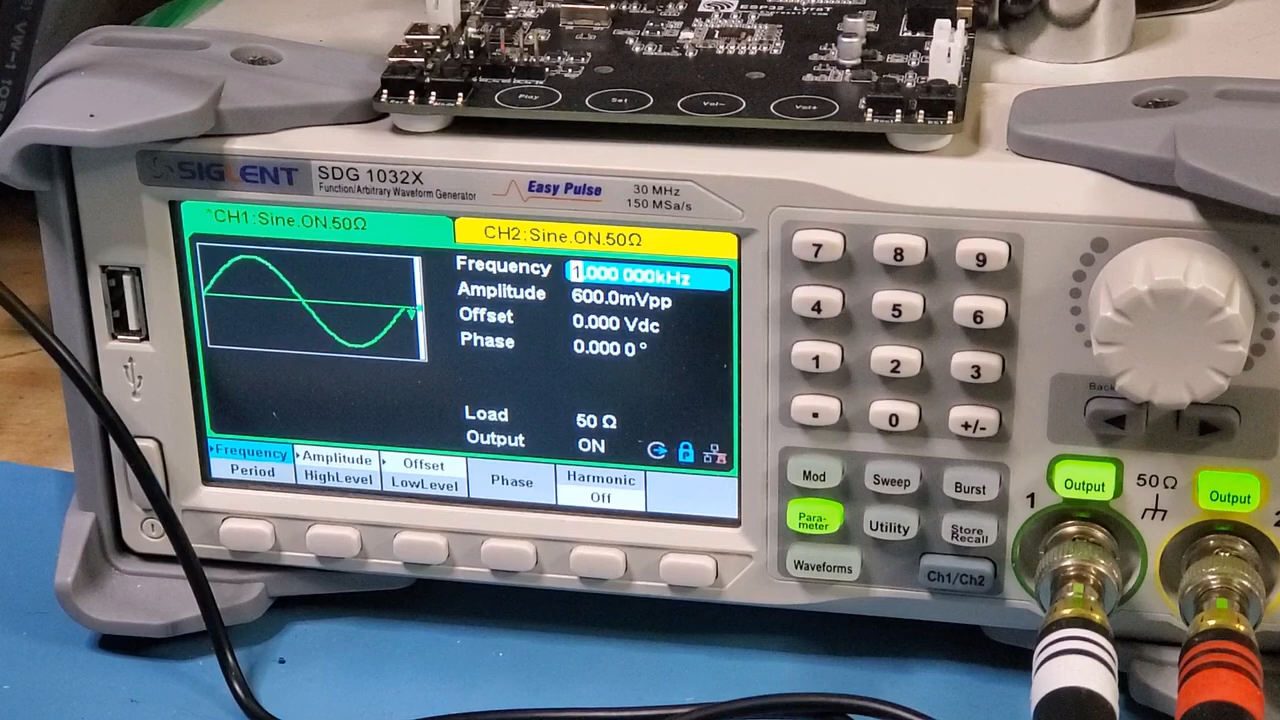 ESP32_LyraT
Play
Set
Vol-
Vol+
SIGLENT
SDG 1032X
Function/Arbitrary Waveform Generator
Easy Pulse
30 MHz
150 MSa/s
CH1:Sine.ON.50Ω
CH2:Sine.ON.50Ω
Frequency 1.000 000kHz
Amplitude 600.0mVpp
Offset 0.000 Vdc
Phase 0.000 0 °
Load 50 Ω
Output ON
Frequency
Period
Amplitude
HighLevel
Offset
LowLevel
Phase
Harmonic
Off
7 8 9
4 5 6
1 2 3
. 0 +/-
Back
Mod Sweep Burst
Para-
meter
Utility
Store
Recall
Waveforms
Ch1/Ch2
1
Output
50Ω
Output
2